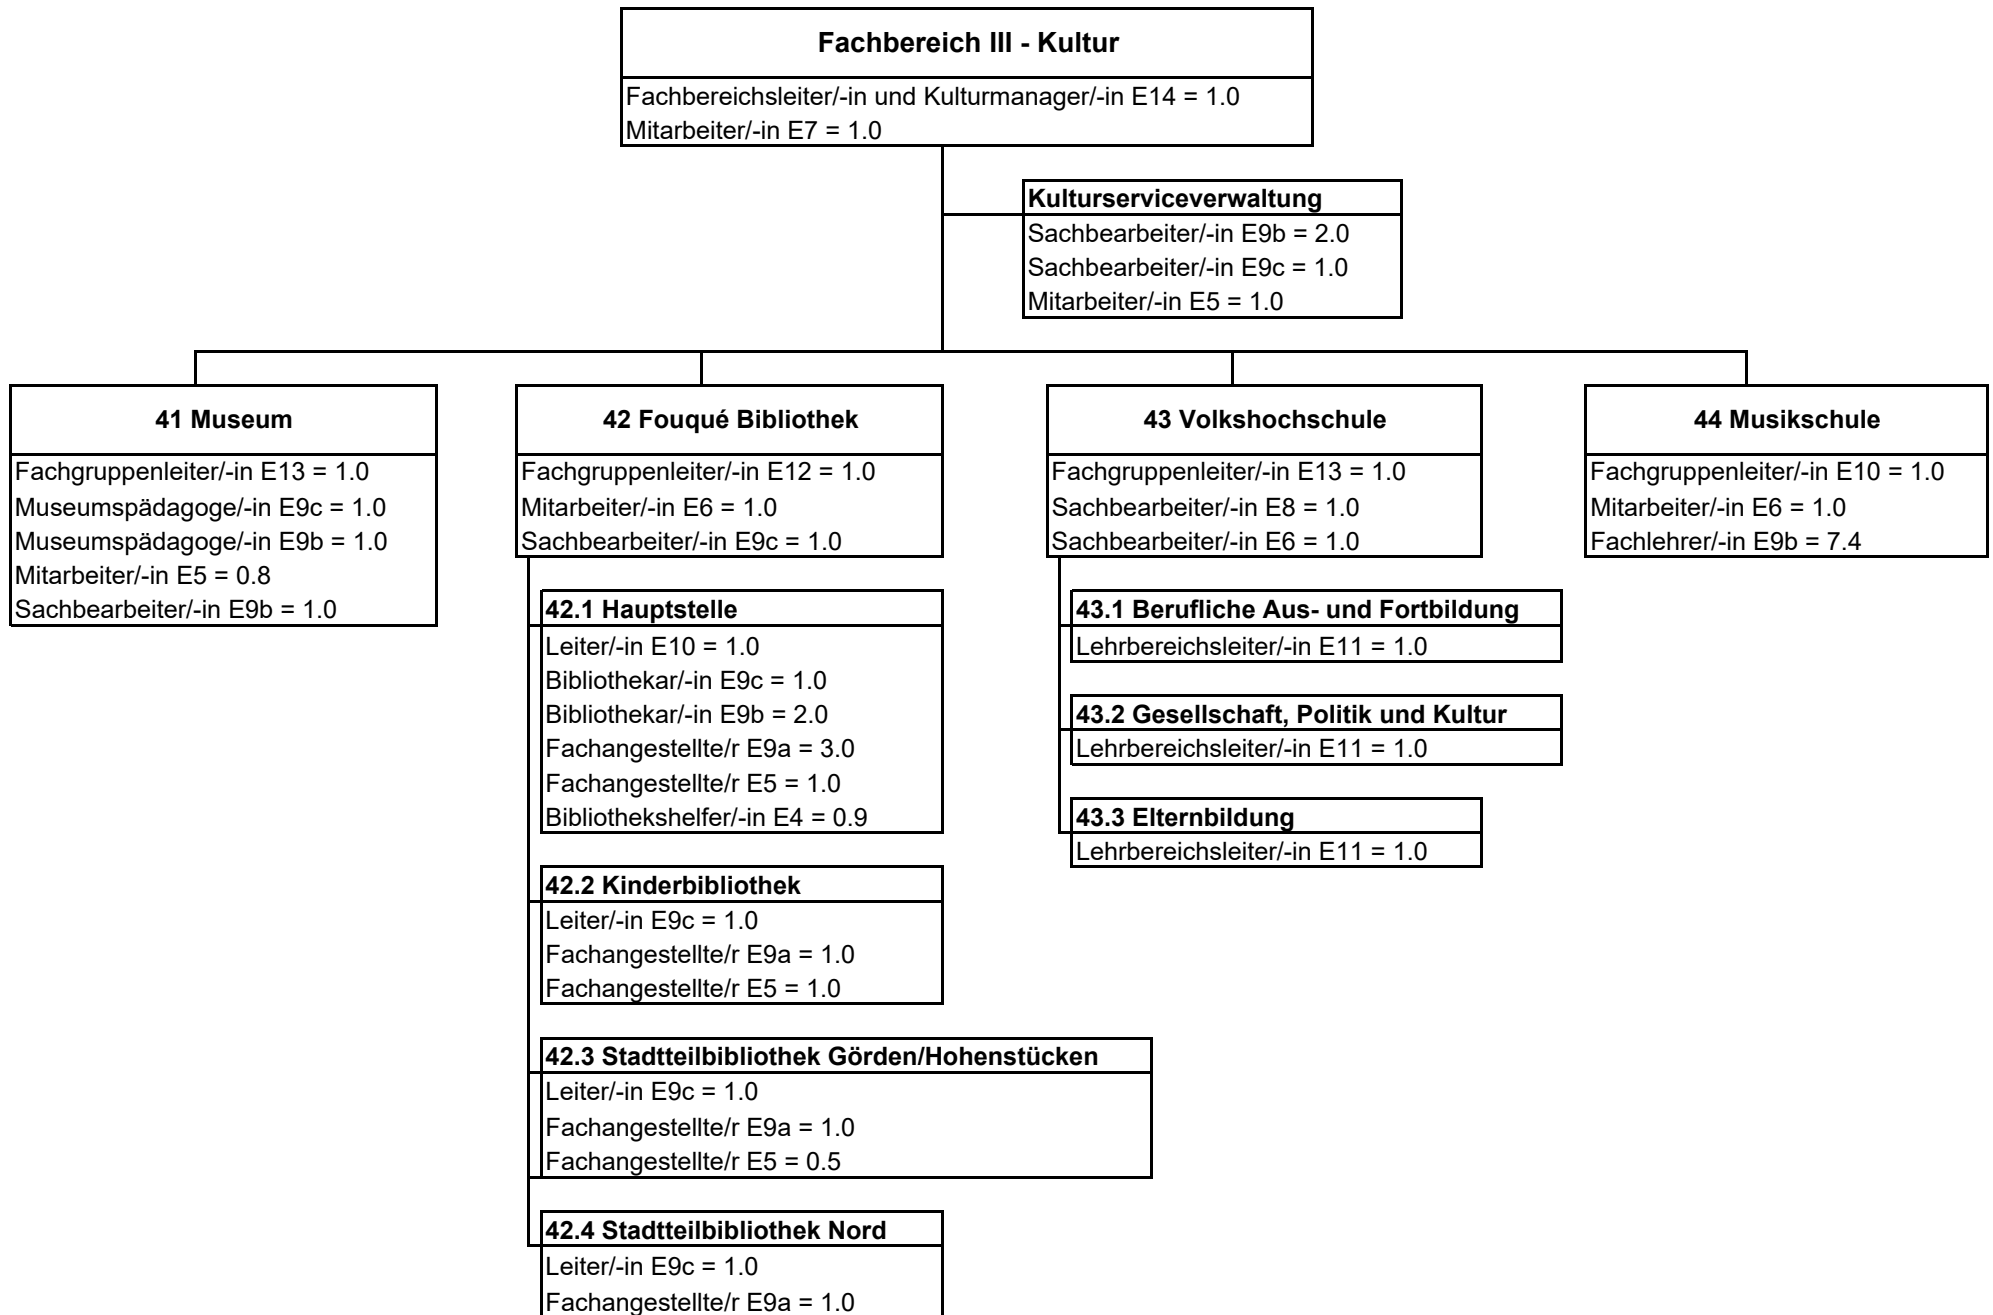 Fachbereich III - Kultur
Fachbereichsleiter/-in und Kulturmanager/-in E14 = 1.0
Mitarbeiter/-in E7 = 1.0
Kulturserviceverwaltung
Sachbearbeiter/-in E9b = 2.0
Sachbearbeiter/-in E9c = 1.0
Mitarbeiter/-in E5 = 1.0
41 Museum
Fachgruppenleiter/-in E13 = 1.0
Museumspädagoge/-in E9c = 1.0
Museumspädagoge/-in E9b = 1.0
Mitarbeiter/-in E5 = 0.8
Sachbearbeiter/-in E9b = 1.0
42 Fouqué Bibliothek
Fachgruppenleiter/-in E12 = 1.0
Mitarbeiter/-in E6 = 1.0
Sachbearbeiter/-in E9c = 1.0
42.1 Hauptstelle
Leiter/-in E10 = 1.0
Bibliothekar/-in E9c = 1.0
Bibliothekar/-in E9b = 2.0
Fachangestellte/r E9a = 3.0
Fachangestellte/r E5 = 1.0
Bibliothekshelfer/-in E4 = 0.9
42.2 Kinderbibliothek
Leiter/-in E9c = 1.0
Fachangestellte/r E9a = 1.0
Fachangestellte/r E5 = 1.0
42.3 Stadtteilbibliothek Görden/Hohenstücken
Leiter/-in E9c = 1.0
Fachangestellte/r E9a = 1.0
Fachangestellte/r E5 = 0.5
42.4 Stadtteilbibliothek Nord
Leiter/-in E9c = 1.0
Fachangestellte/r E9a = 1.0
43 Volkshochschule
Fachgruppenleiter/-in E13 = 1.0
Sachbearbeiter/-in E8 = 1.0
Sachbearbeiter/-in E6 = 1.0
43.1 Berufliche Aus- und Fortbildung
Lehrbereichsleiter/-in E11 = 1.0
43.2 Gesellschaft, Politik und Kultur
Lehrbereichsleiter/-in E11 = 1.0
43.3 Elternbildung
Lehrbereichsleiter/-in E11 = 1.0
44 Musikschule
Fachgruppenleiter/-in E10 = 1.0
Mitarbeiter/-in E6 = 1.0
Fachlehrer/-in E9b = 7.4